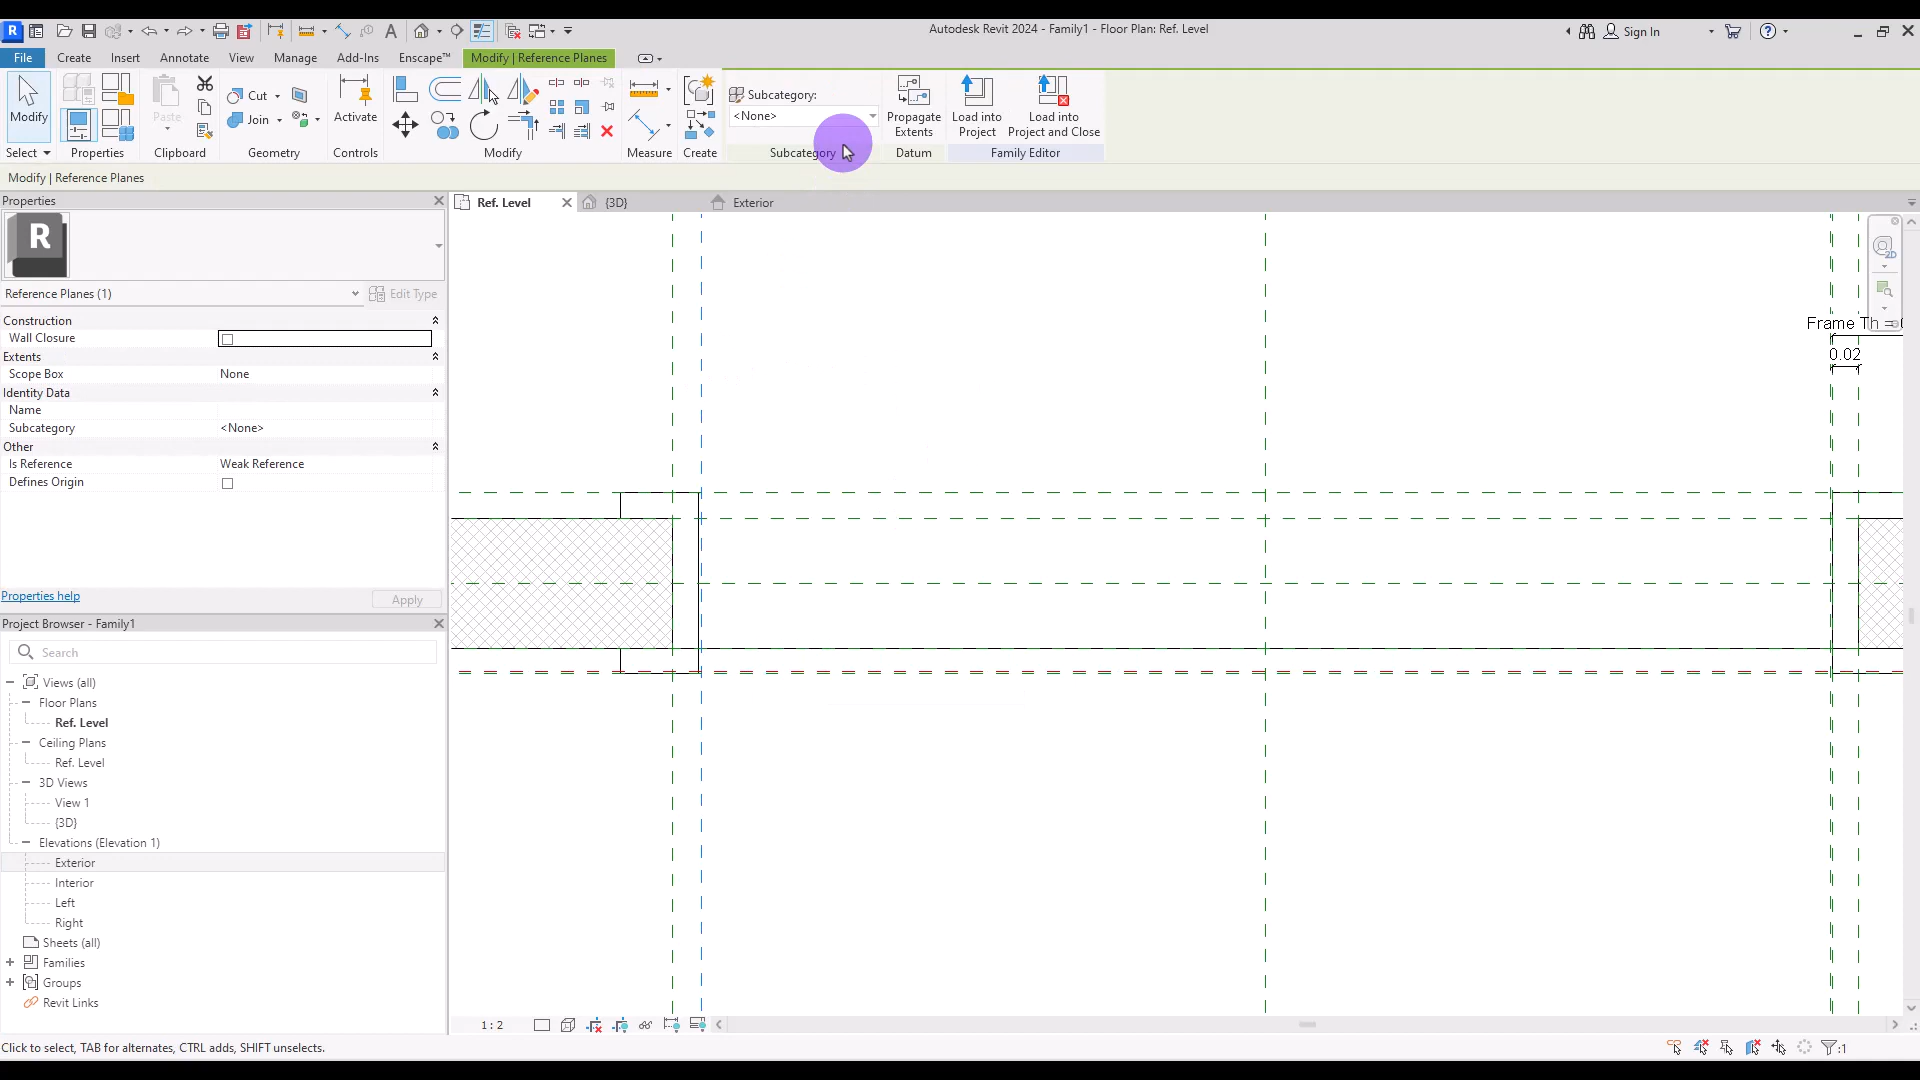 Autodesk Revit 2024 - Family1 - Floor Plan: Ref. Level
Sign In
File Create Insert Annotate View Manage Add-Ins Enscape™ Modify | Reference Planes
Modify
Paste
Cut
Join
Activate
Subcategory:
<None>
Propagate Extents
Load into Project
Load into Project and Close
Select Properties Clipboard Geometry Controls Modify Measure Create Subcategory Datum Family Editor
Modify | Reference Planes
Properties
Ref. Level
{3D}
Exterior
R
Reference Planes (1)
Edit Type
Construction
Wall Closure
Extents
Scope Box None
Identity Data
Name
Subcategory <None>
Other
Is Reference Weak Reference
Defines Origin
Properties help
Apply
Frame Th =
0.02
2D
Project Browser - Family1
Search
Views (all)
Floor Plans
Ref. Level
Ceiling Plans
Ref. Level
3D Views
View 1
{3D}
Elevations (Elevation 1)
Exterior
Interior
Left
Right
Sheets (all)
Families
Groups
Revit Links
1 : 2
Click to select, TAB for alternates, CTRL adds, SHIFT unselects.
:1